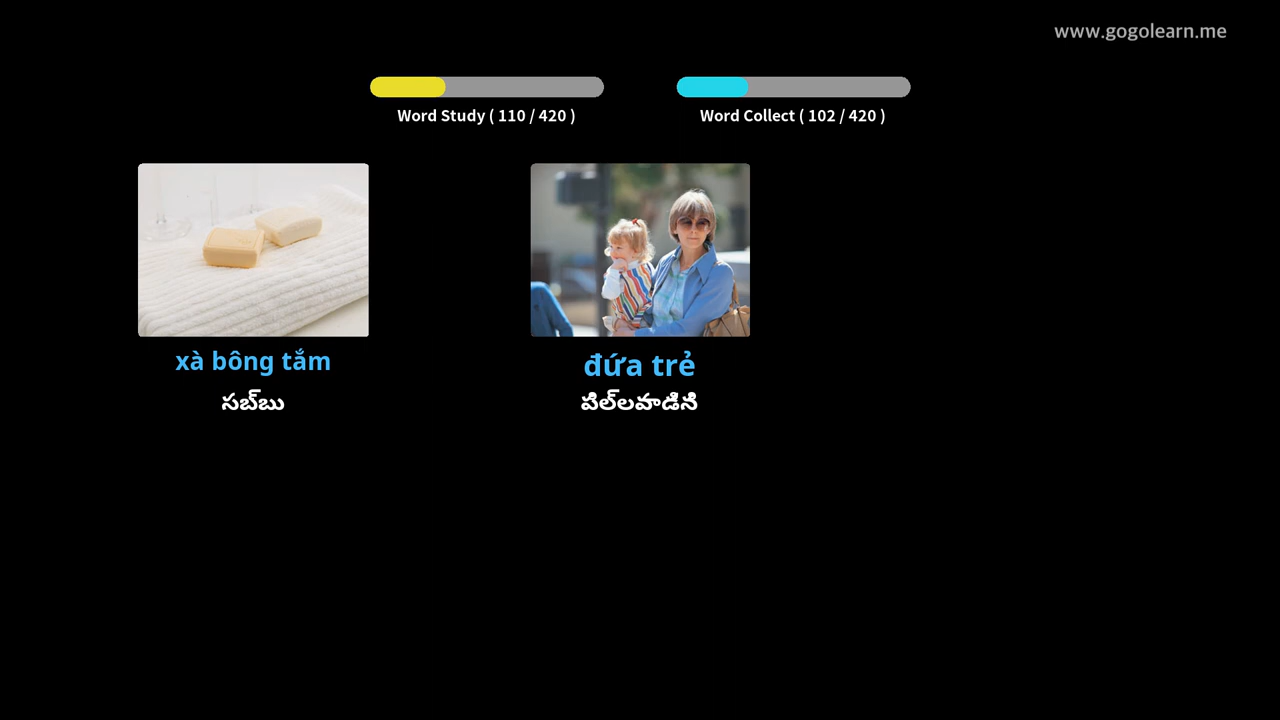 www.gogolearn.me
Word Study ( 110 / 420 )
Word Collect ( 102 / 420 )
xà bông tắm
సబ్బు
đứa trẻ
పిల్లవాడిని